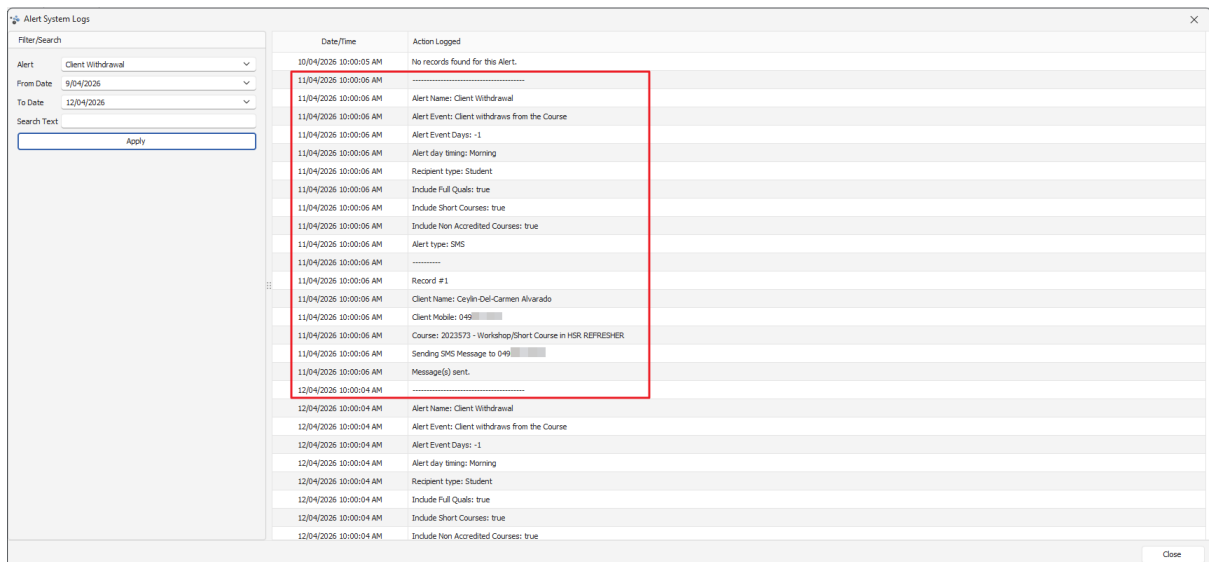 Alert System Logs
Filter/Search
Alert Client Withdrawal
From Date 9/04/2026
To Date 12/04/2026
Search Text
Apply
Date/Time Action Logged
10/04/2026 10:00:05 AM No records found for this Alert.
11/04/2026 10:00:06 AM ----------------------------------------
11/04/2026 10:00:06 AM Alert Name: Client Withdrawal
11/04/2026 10:00:06 AM Alert Event: Client withdraws from the Course
11/04/2026 10:00:06 AM Alert Event Days: -1
11/04/2026 10:00:06 AM Alert day timing: Morning
11/04/2026 10:00:06 AM Recipient type: Student
11/04/2026 10:00:06 AM Include Full Quals: true
11/04/2026 10:00:06 AM Include Short Courses: true
11/04/2026 10:00:06 AM Include Non Accredited Courses: true
11/04/2026 10:00:06 AM Alert type: SMS
11/04/2026 10:00:06 AM ----------
11/04/2026 10:00:06 AM Record #1
11/04/2026 10:00:06 AM Client Name: Ceylin-Del-Carmen Alvarado
11/04/2026 10:00:06 AM Client Mobile: 049
11/04/2026 10:00:06 AM Course: 2023573 - Workshop/Short Course in HSR REFRESHER
11/04/2026 10:00:06 AM Sending SMS Message to 049
11/04/2026 10:00:06 AM Message(s) sent.
12/04/2026 10:00:04 AM ----------------------------------------
12/04/2026 10:00:04 AM Alert Name: Client Withdrawal
12/04/2026 10:00:04 AM Alert Event: Client withdraws from the Course
12/04/2026 10:00:04 AM Alert Event Days: -1
12/04/2026 10:00:04 AM Alert day timing: Morning
12/04/2026 10:00:04 AM Recipient type: Student
12/04/2026 10:00:04 AM Include Full Quals: true
12/04/2026 10:00:04 AM Include Short Courses: true
12/04/2026 10:00:04 AM Include Non Accredited Courses: true
Close